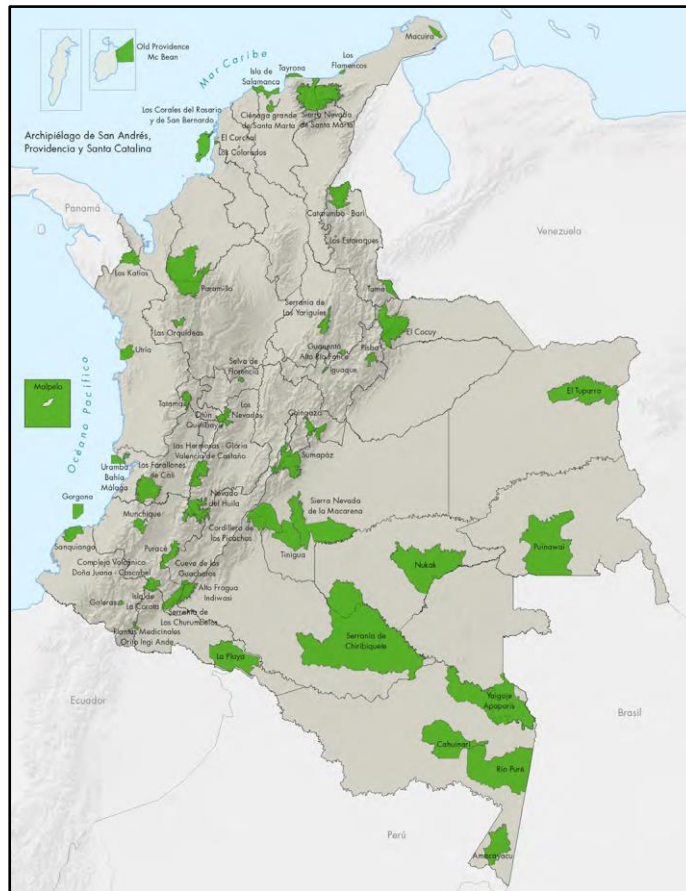 Old Providence
Mc Bean
Archipiélago de San Andrés,
Providencia y Santa Catalina
Mar Caribe
Macuira
Los
Flamencos
Tayrona
Isla de
Salamanca
Ciénaga grande
de Santa Marta
Sierra Nevada
de Santa Marta
Los Corales del Rosario
y de San Bernardo
El Corchal
Los Colorados
Panamá
Catatumbo - Barí
Los Estoraques
Venezuela
Los Katíos
Paramillo
Tamá
Serranía de
Los Yariguíes
El Cocuy
Las Orquídeas
Guanentá
Alto Río Fonce
Pisba
Iguaque
Utría
Selva de
Florencia
Océano Pacífico
Malpelo
El Tuparro
Tatamá
Otún
Quimbaya
Los
Nevados
Chingaza
Las Hermosas - Gloria
Valencia de Castaño
Sumapáz
Uramba
Bahía
Málaga
Los Farallones
de Cali
Gorgona
Nevado
del Huila
Sierra Nevada
de la Macarena
Munchique
Cordillera de
los Picachos
Tinigua
Sanquianga
Puracé
Nukak
Puinawai
Complejo Volcánico
Doña Juana - Cascabel
Cueva de los
Guacharos
Alto Fragua
Indiwasi
Galeras
Isla de
La Corota
Serranía de
Los Churumbelos
Plantas Medicinales
Orito Ingi Ande
Serranía de
Chiribiquete
La Playa
Yaigoje
Apaporis
Ecuador
Brasil
Cahuinarí
Río Puré
Perú
Amacayacu